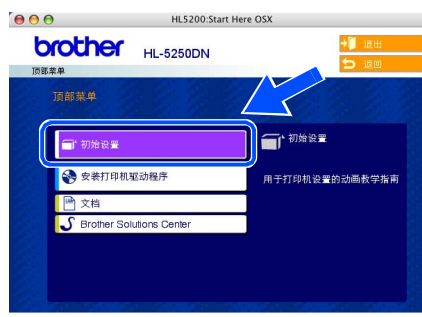 HL5200:Start Here OSX
brother HL-5250DN
退出
返回
顶部菜单
顶部菜单
初始设置
安装打印机驱动程序
文档
Brother Solutions Center
初始设置
用于打印机设置的动画教学指南